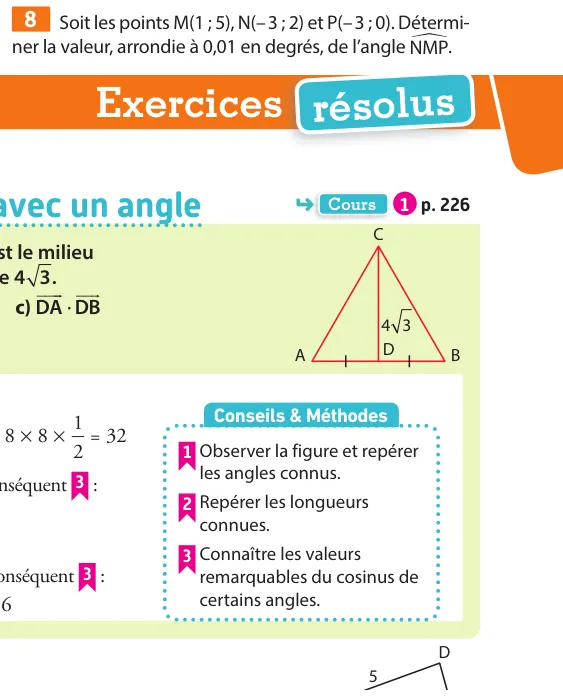 8 Soit les points M(1 ; 5), N(– 3 ; 2) et P(– 3 ; 0). Détermi-
ner la valeur, arrondie à 0,01 en degrés, de l'angle NMP.
Exercices résolus
avec un angle
Cours 1 p. 226
st le milieu
e 4√3.
c) DA · DB
C
4√3
A
D
B
8 × 8 × 1/2 = 32
nséquent 3 :
onséquent 3 :
6
Conseils & Méthodes
1 Observer la figure et repérer
les angles connus.
2 Repérer les longueurs
connues.
3 Connaître les valeurs
remarquables du cosinus de
certains angles.
D
5